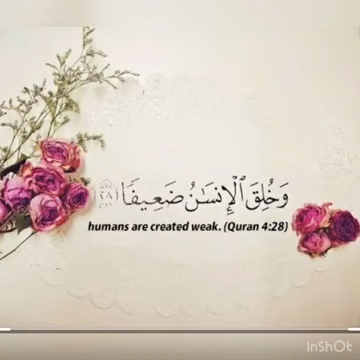 وَخُلِقَ ٱلْإِنسَـٰنُ ضَعِيفًا ﴿٢٨﴾
humans are created weak. (Quran 4:28)
InShOt